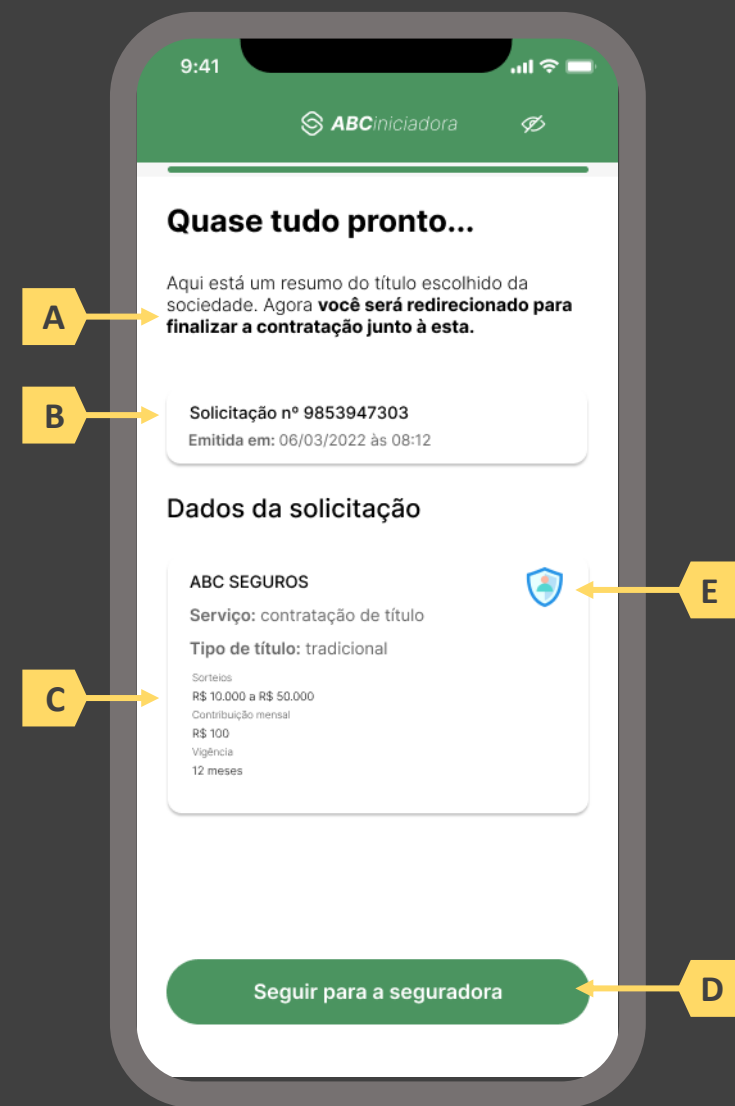 9:41
ABCiniciadora
Quase tudo pronto...
Aqui está um resumo do título escolhido da
sociedade. Agora você será redirecionado para
finalizar a contratação junto à esta.
A
B
Solicitação nº 9853947303
Emitida em: 06/03/2022 às 08:12
Dados da solicitação
ABC SEGUROS
E
Serviço: contratação de título
Tipo de título: tradicional
Sorteios
C
R$ 10.000 a R$ 50.000
Contribuição mensal
R$ 100
Vigência
12 meses
Seguir para a seguradora
D